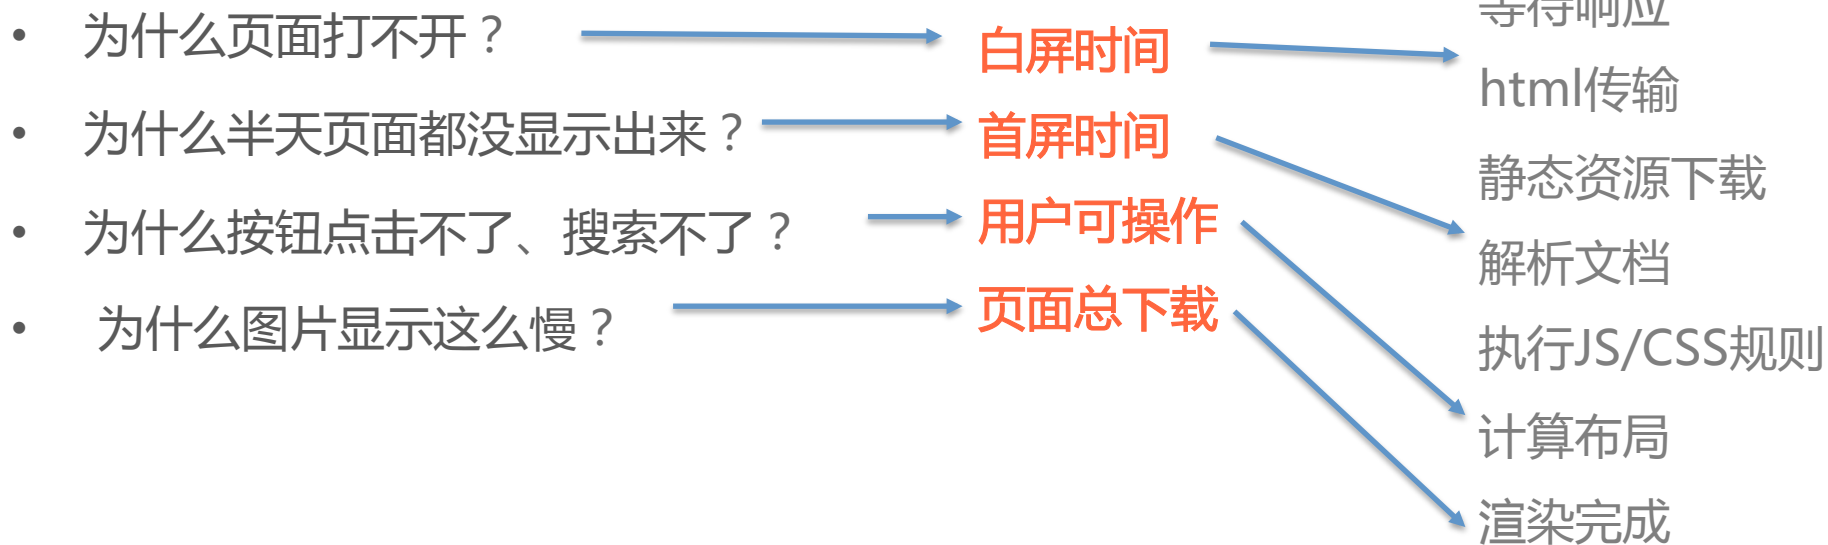 • 为什么页面打不开？
• 为什么半天页面都没显示出来？
• 为什么按钮点击不了、搜索不了？
• 为什么图片显示这么慢？
白屏时间
首屏时间
用户可操作
页面总下载
等待响应
html传输
静态资源下载
解析文档
执行JS/CSS规则
计算布局
渲染完成